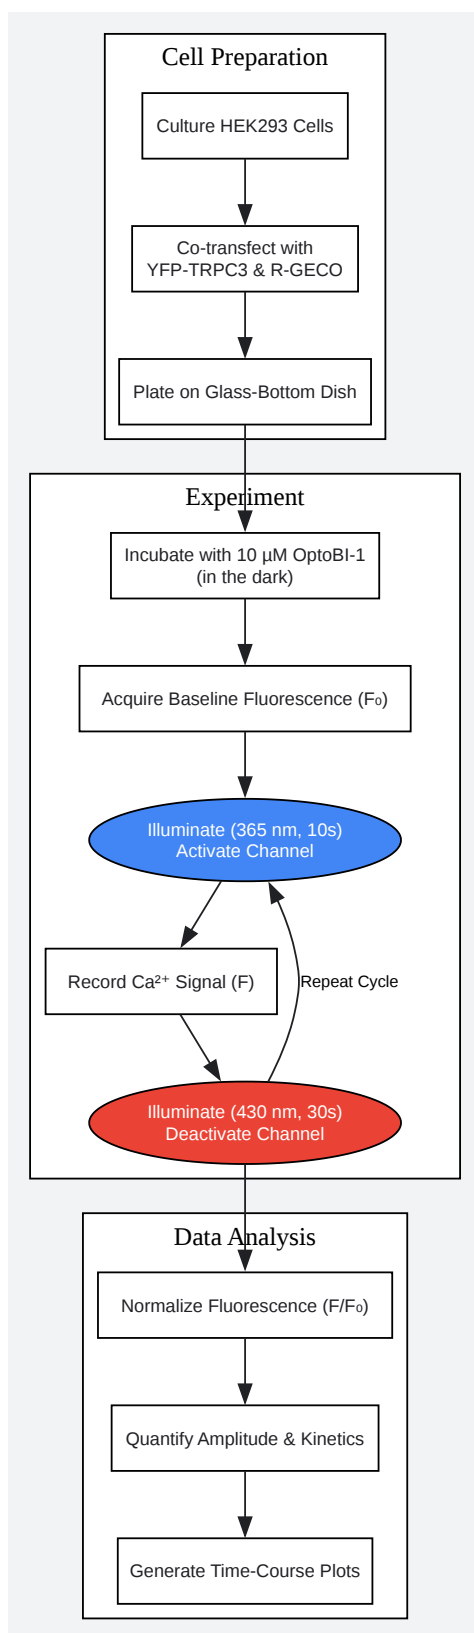 Cell Preparation
Culture HEK293 Cells
Co-transfect with
YFP-TRPC3 & R-GECO
Plate on Glass-Bottom Dish
Experiment
Incubate with 10 µM OptoBI-1
(in the dark)
Acquire Baseline Fluorescence (F₀)
Illuminate (365 nm, 10s)
Activate Channel
Record Ca²⁺ Signal (F)
Repeat Cycle
Illuminate (430 nm, 30s)
Deactivate Channel
Data Analysis
Normalize Fluorescence (F/F₀)
Quantify Amplitude & Kinetics
Generate Time-Course Plots